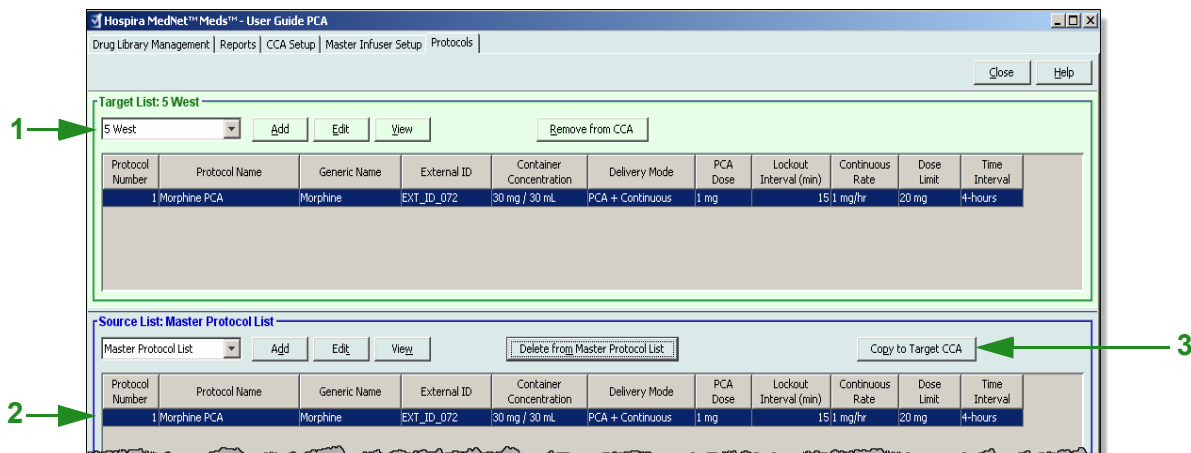 Hospira MedNet™ Meds™ - User Guide PCA
Drug Library Management Reports CCA Setup Master Infuser Setup Protocols
Close Help
Target List: 5 West
1 5 West Add Edit View Remove from CCA
Protocol Number Protocol Name Generic Name External ID Container Concentration Delivery Mode PCA Dose Lockout Interval (min) Continuous Rate Dose Limit Time Interval
1 Morphine PCA Morphine EXT_ID_072 30 mg / 30 mL PCA + Continuous 1 mg 15 1 mg/hr 20 mg 4-hours
Source List: Master Protocol List
Master Protocol List Add Edit View Delete from Master Protocol List Copy to Target CCA 3
Protocol Number Protocol Name Generic Name External ID Container Concentration Delivery Mode PCA Dose Lockout Interval (min) Continuous Rate Dose Limit Time Interval
2 1 Morphine PCA Morphine EXT_ID_072 30 mg / 30 mL PCA + Continuous 1 mg 15 1 mg/hr 20 mg 4-hours